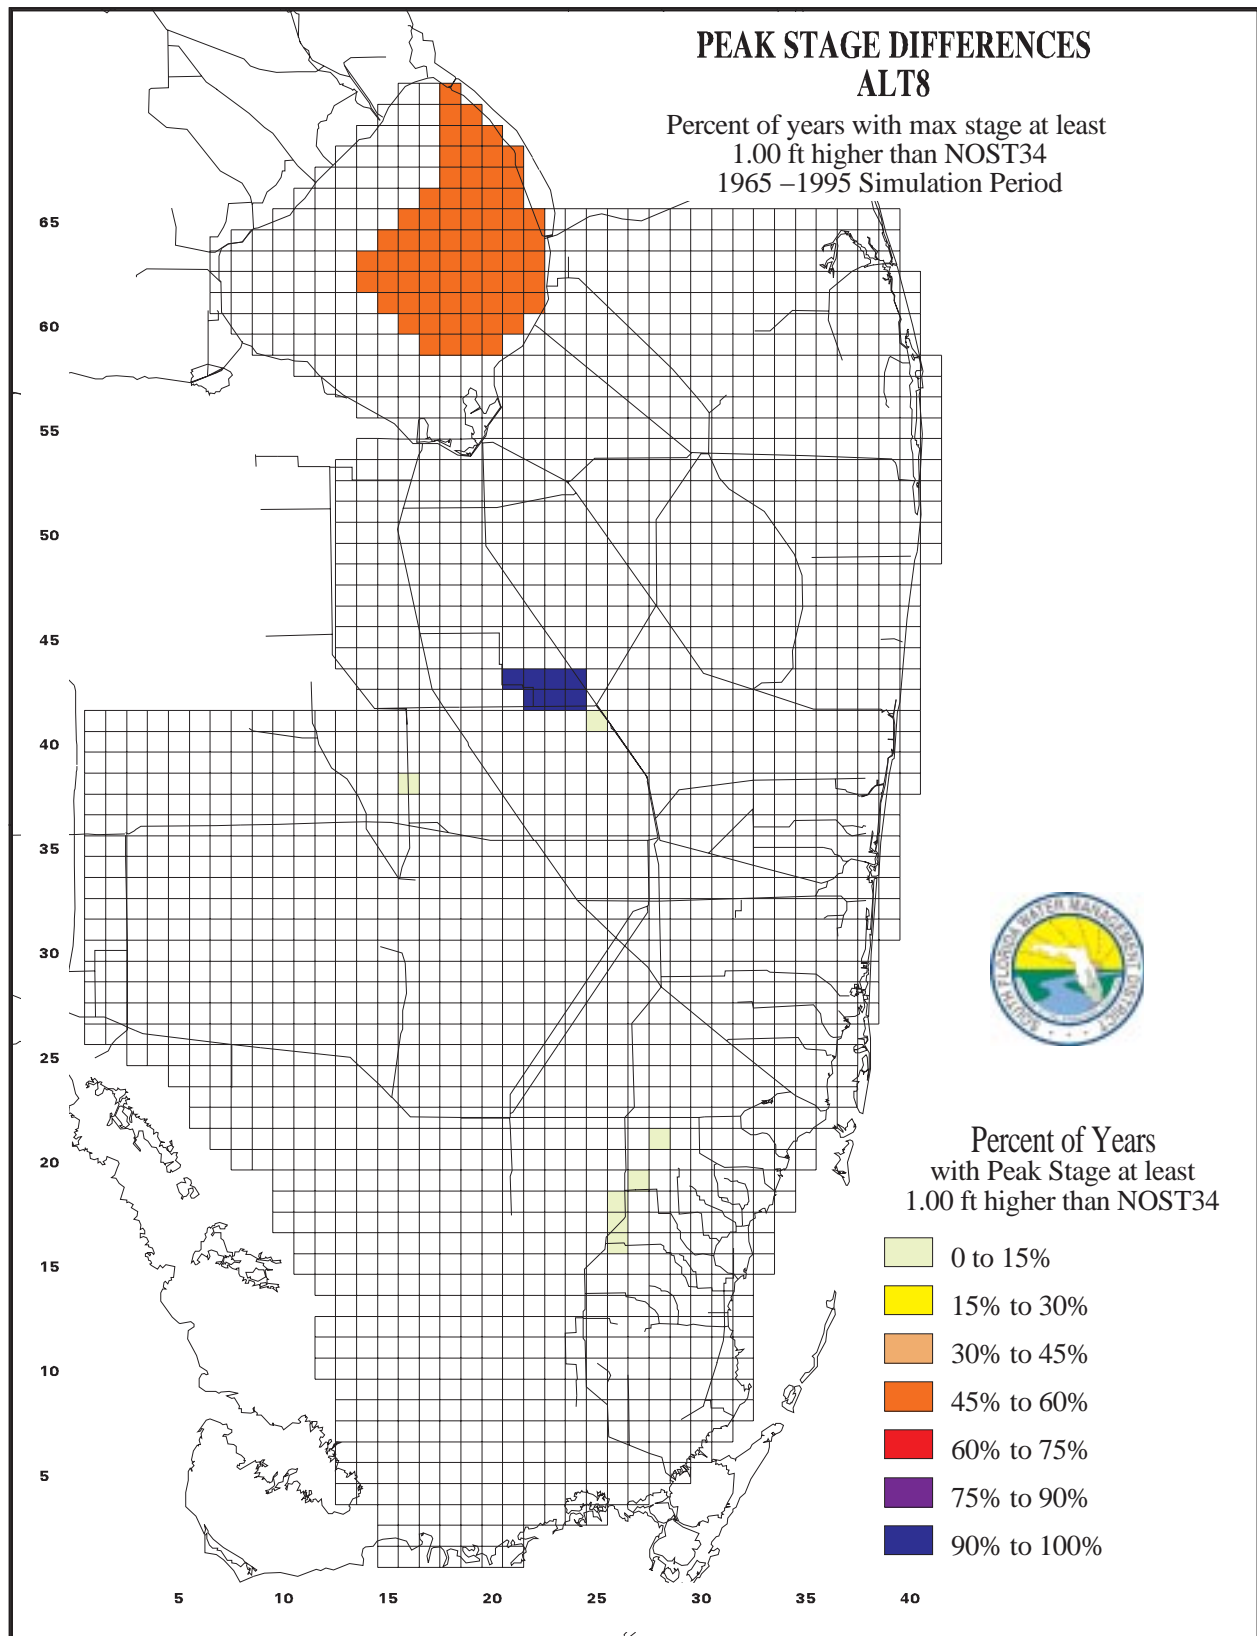 PEAK STAGE DIFFERENCES
ALT8
Percent of years with max stage at least
1.00 ft higher than NOST34
1965 –1995 Simulation Period
65
60
55
50
45
40
35
30
25
20
15
10
5
SOUTH FLORIDA WATER MANAGEMENT DISTRICT
Percent of Years
with Peak Stage at least
1.00 ft higher than NOST34
0 to 15%
15% to 30%
30% to 45%
45% to 60%
60% to 75%
75% to 90%
90% to 100%
5 10 15 20 25 30 35 40